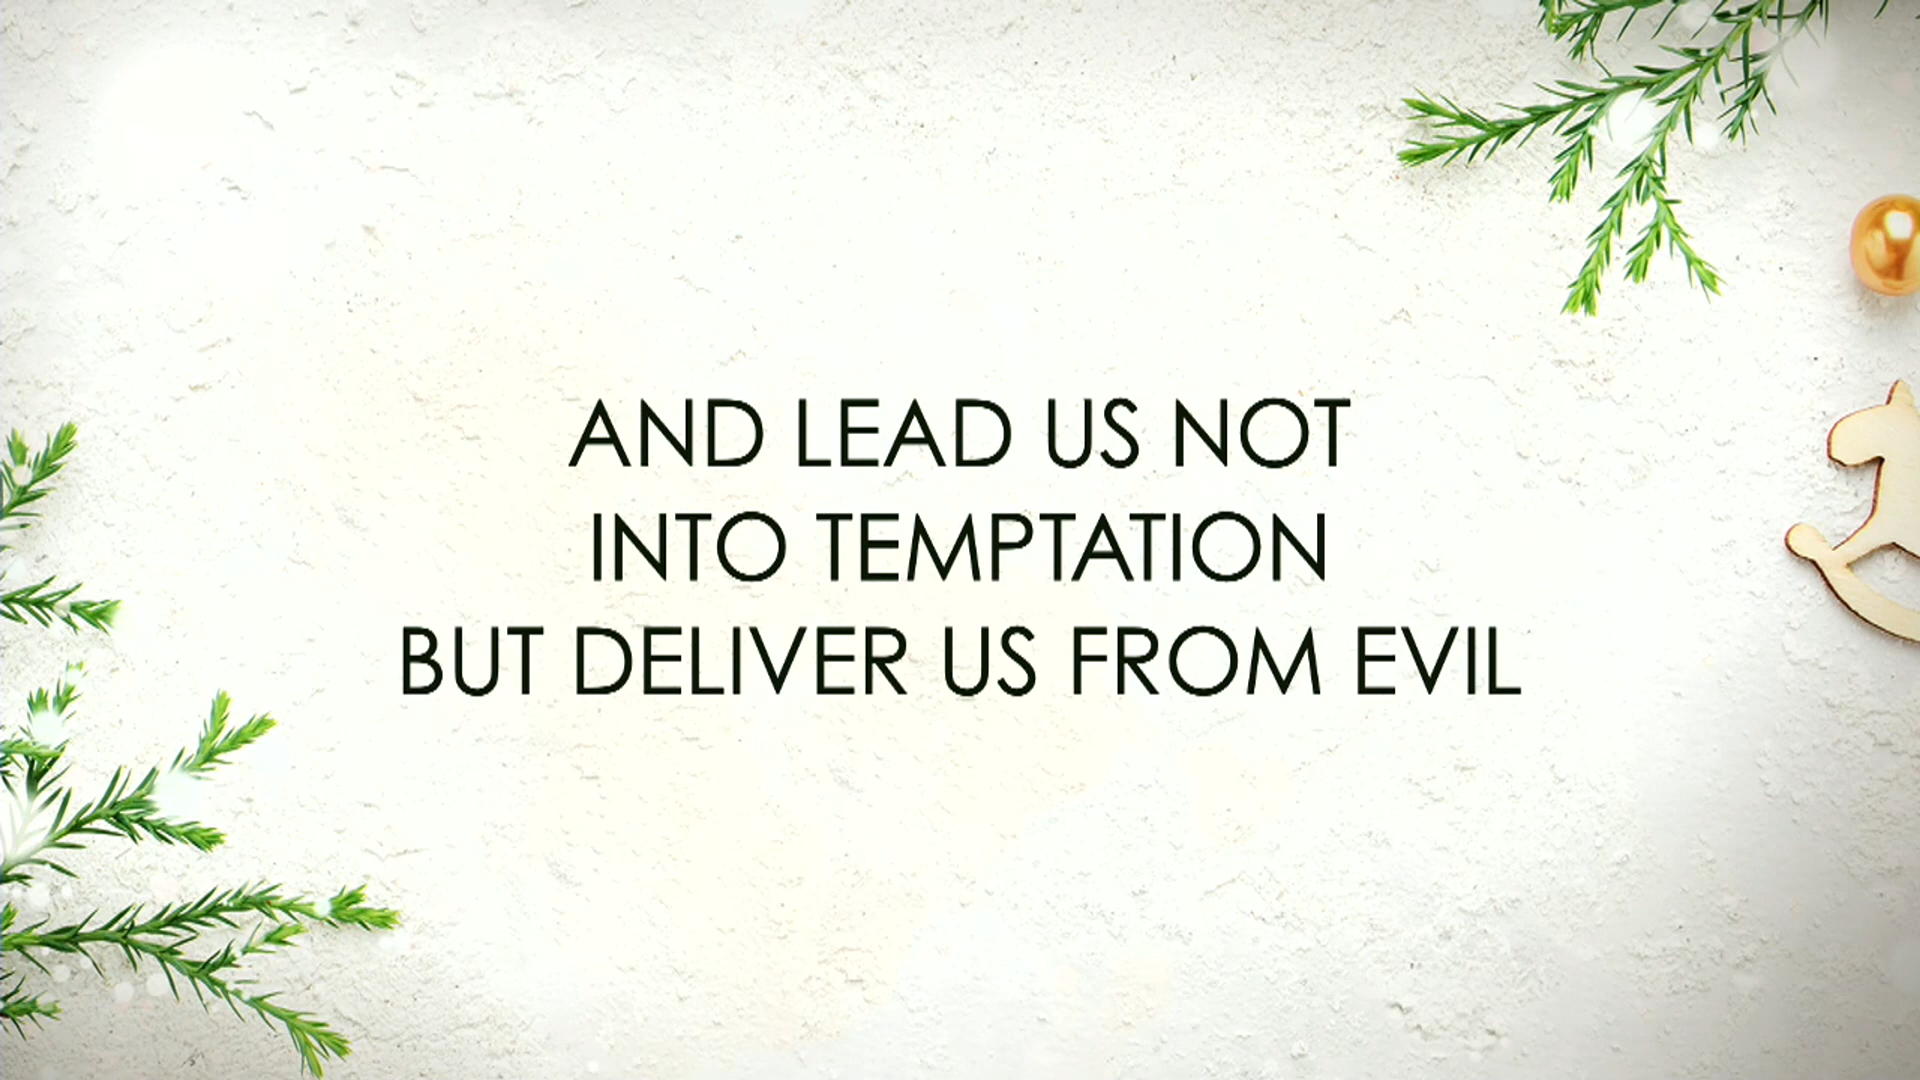 AND LEAD US NOT
INTO TEMPTATION
BUT DELIVER US FROM EVIL